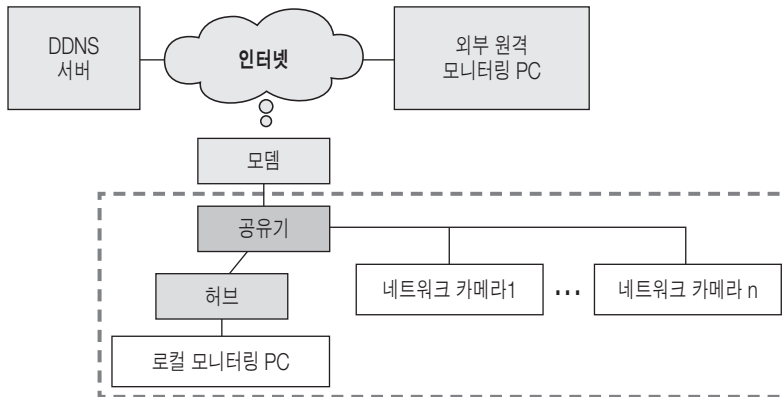 DDNS
서버
인터넷
외부 원격
모니터링 PC
모뎀
공유기
허브
네트워크 카메라1
...
네트워크 카메라 n
로컬 모니터링 PC